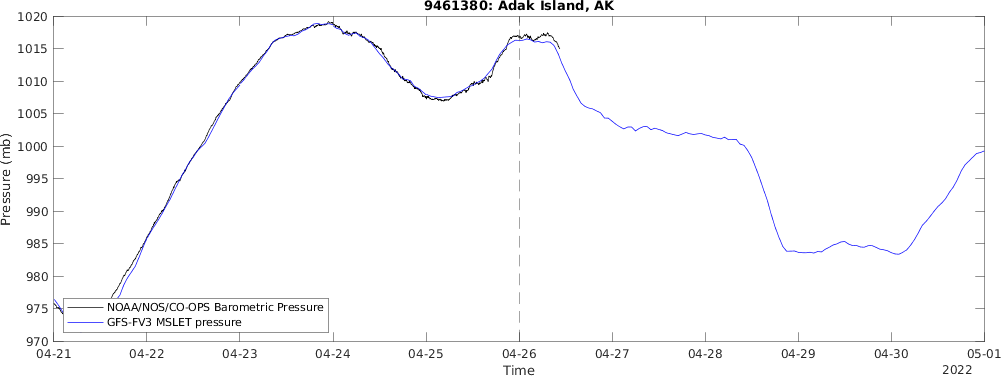 9461380: Adak Island, AK
Pressure (mb)
1020
1015
1010
1005
1000
995
990
985
980
975
970
NOAA/NOS/CO-OPS Barometric Pressure
GFS-FV3 MSLET pressure
04-21 04-22 04-23 04-24 04-25 04-26 04-27 04-28 04-29 04-30 05-01
Time
2022